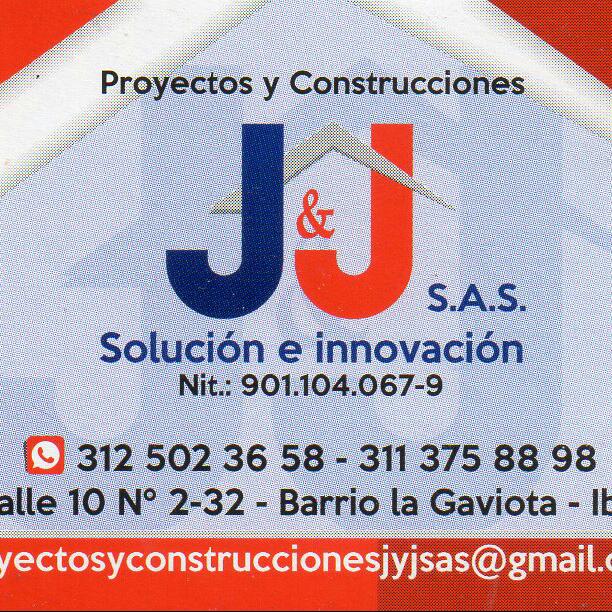 Proyectos y Construcciones
J&J
S.A.S.
Solución e innovación
Nit.: 901.104.067-9
312 502 36 58 - 311 375 88 98
alle 10 N° 2-32 - Barrio la Gaviota - Ib
yectosyconstruccionesjyjsas@gmail.c